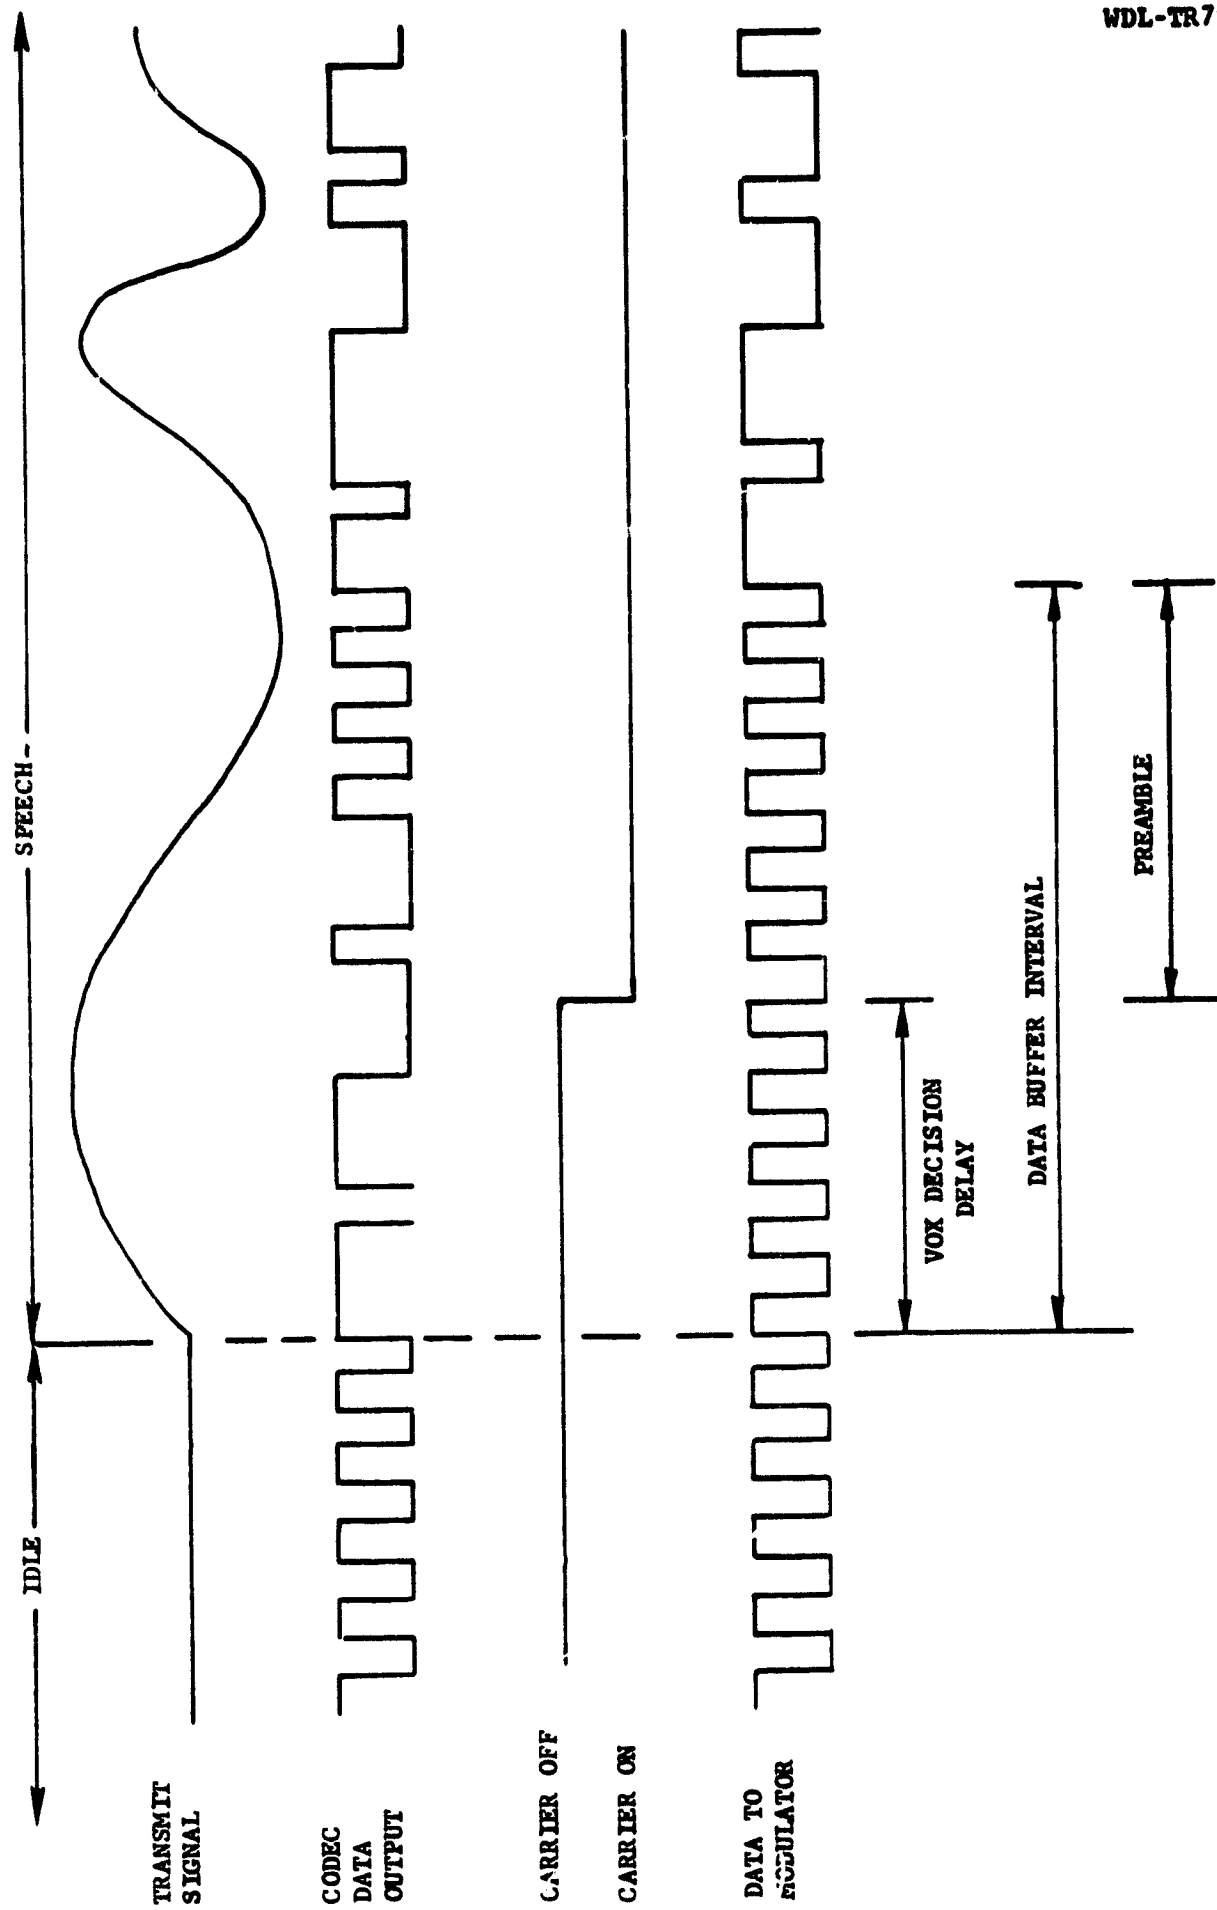 WDL-TR7
IDLE
SPEECH
TRANSMIT
SIGNAL
CODEC
DATA
OUTPUT
CARRIER OFF
CARRIER ON
DATA TO
MODULATOR
VOX DECISION
DELAY
DATA BUFFER INTERVAL
PREAMBLE